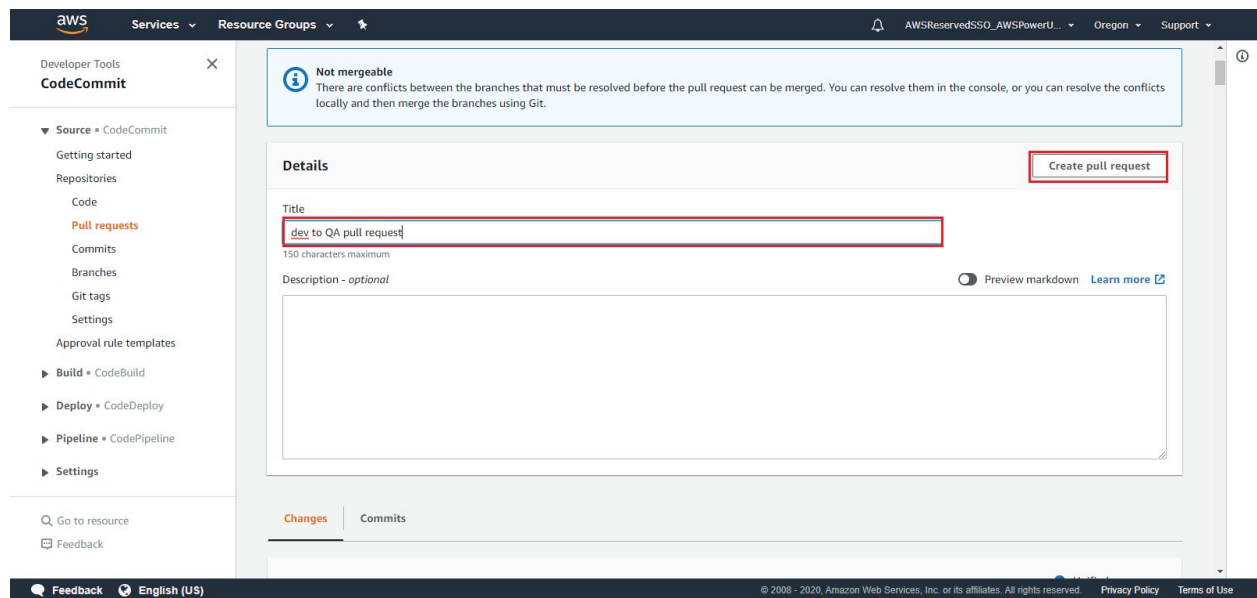 aws
Services
Resource Groups
AWSReservedSSO_AWSPowerU...
Oregon
Support
Developer Tools
CodeCommit
Source • CodeCommit
Getting started
Repositories
Code
Pull requests
Commits
Branches
Git tags
Settings
Approval rule templates
Build • CodeBuild
Deploy • CodeDeploy
Pipeline • CodePipeline
Settings
Go to resource
Feedback
Not mergeable
There are conflicts between the branches that must be resolved before the pull request can be merged. You can resolve them in the console, or you can resolve the conflicts
locally and then merge the branches using Git.
Details
Create pull request
Title
dev to QA pull request
150 characters maximum
Description - optional
Preview markdown
Learn more
Changes
Commits
Feedback
English (US)
© 2008 - 2020, Amazon Web Services, Inc. or its affiliates. All rights reserved.
Privacy Policy
Terms of Use